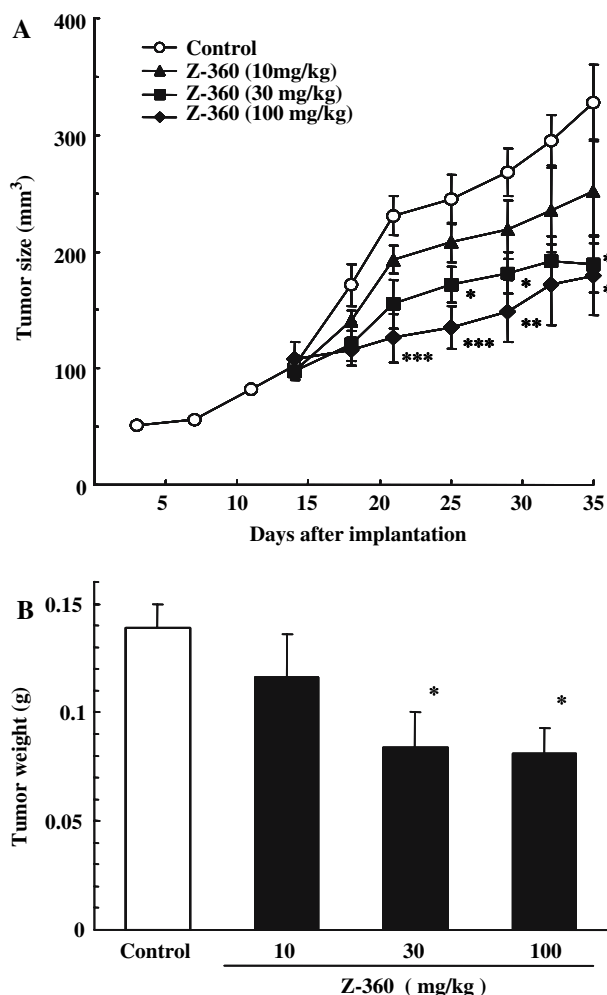 A
400
Control
Z-360 (10mg/kg)
Z-360 (30 mg/kg)
Z-360 (100 mg/kg)
300
200
100
0
Tumor size (mm3)
*
*
*
*
**
***
***
5
10
15
20
25
30
35
Days after implantation
B
0.15
0.1
0.05
0
Tumor weight (g)
*
*
Control
10
30
100
Z-360 ( mg/kg )